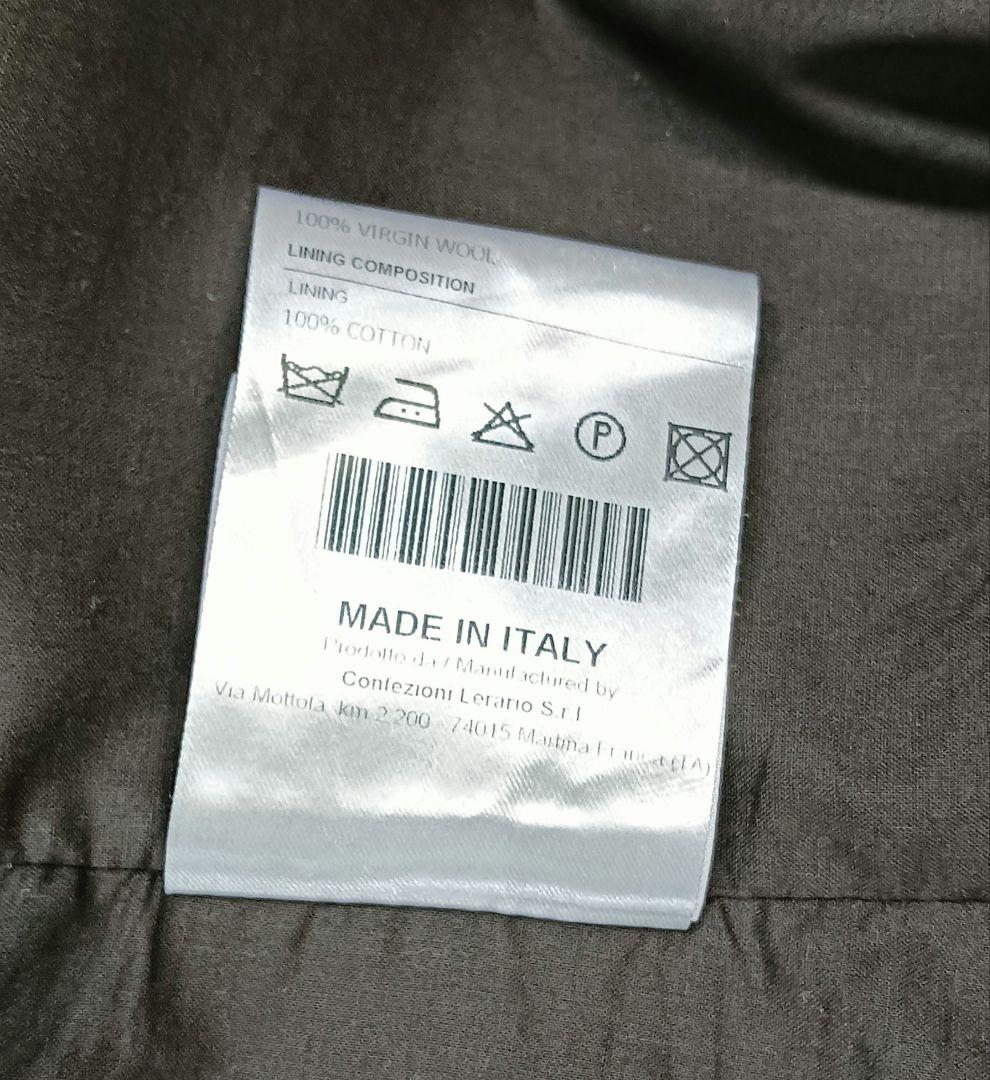 100% VIRGIN WOOL
LINING COMPOSITION
LINING
100% COTTON
P
MADE IN ITALY
Prodotto da / Manufactured by
Confezioni Lerario S.r.l
Via Mottola km 2.200 74015 Martina Franca (TA)